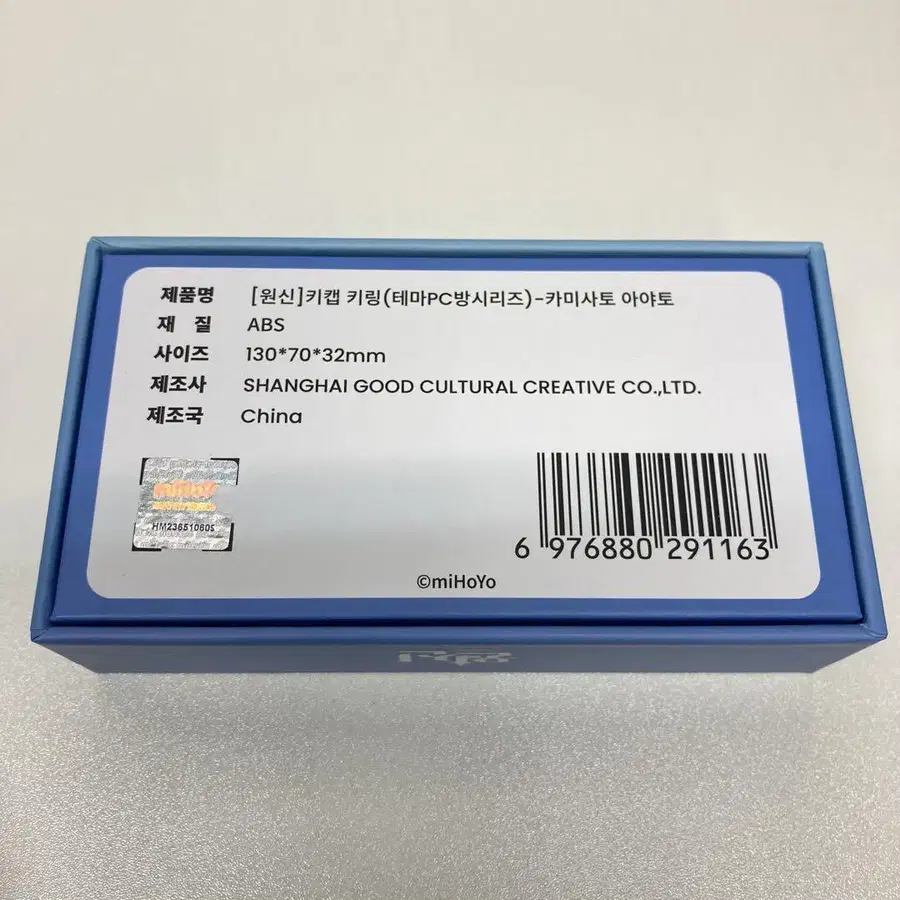 제품명 [원신]키캡 키링(테마PC방시리즈)-카미사토 아야토
재 질 ABS
사이즈 130*70*32mm
제조사 SHANGHAI GOOD CULTURAL CREATIVE CO.,LTD.
제조국 China
miHoYo
HM236510605
6 976880 291163
©miHoYo